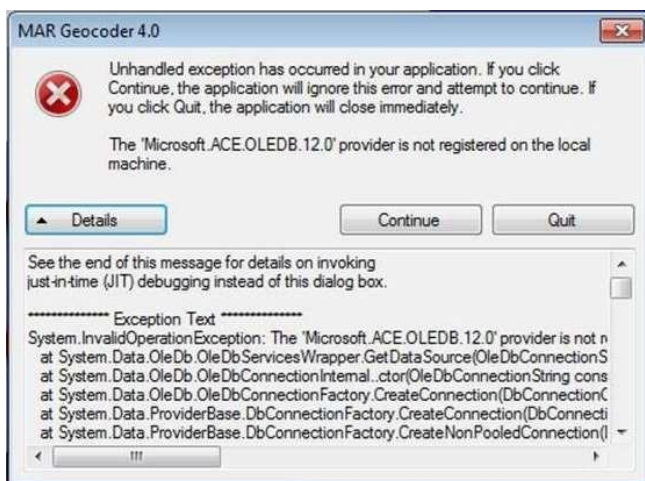 MAR Geocoder 4.0
Unhandled exception has occurred in your application. If you click
Continue, the application will ignore this error and attempt to continue. If
you click Quit, the application will close immediately.
The 'Microsoft.ACE.OLEDB.12.0' provider is not registered on the local
machine.
Details
Continue
Quit
See the end of this message for details on invoking
just-in-time (JIT) debugging instead of this dialog box.
************** Exception Text **************
System.InvalidOperationException: The 'Microsoft.ACE.OLEDB.12.0' provider is not r
at System.Data.OleDb.OleDbServicesWrapper.GetDataSource(OleDbConnectionS
at System.Data.OleDb.OleDbConnectionInternal..ctor(OleDbConnectionString cons
at System.Data.OleDb.OleDbConnectionFactory.CreateConnection(DbConnectionO
at System.Data.ProviderBase.DbConnectionFactory.CreateConnection(DbConnecti
at System.Data.ProviderBase.DbConnectionFactory.CreateNonPooledConnection(